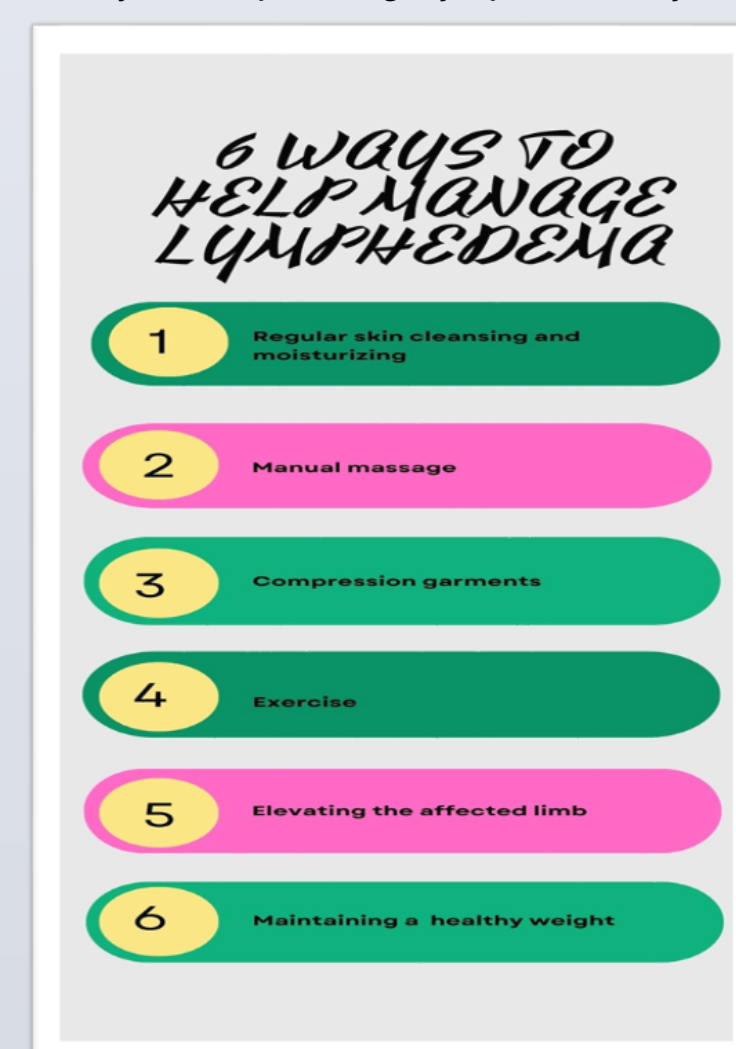 6 WAYS TO
HELP MANAGE
LYMPHEDEMA
1
Regular skin cleansing and
moisturizing
2
Manual massage
3
Compression garments
4
Exercise
5
Elevating the affected limb
6
Maintaining a healthy weight